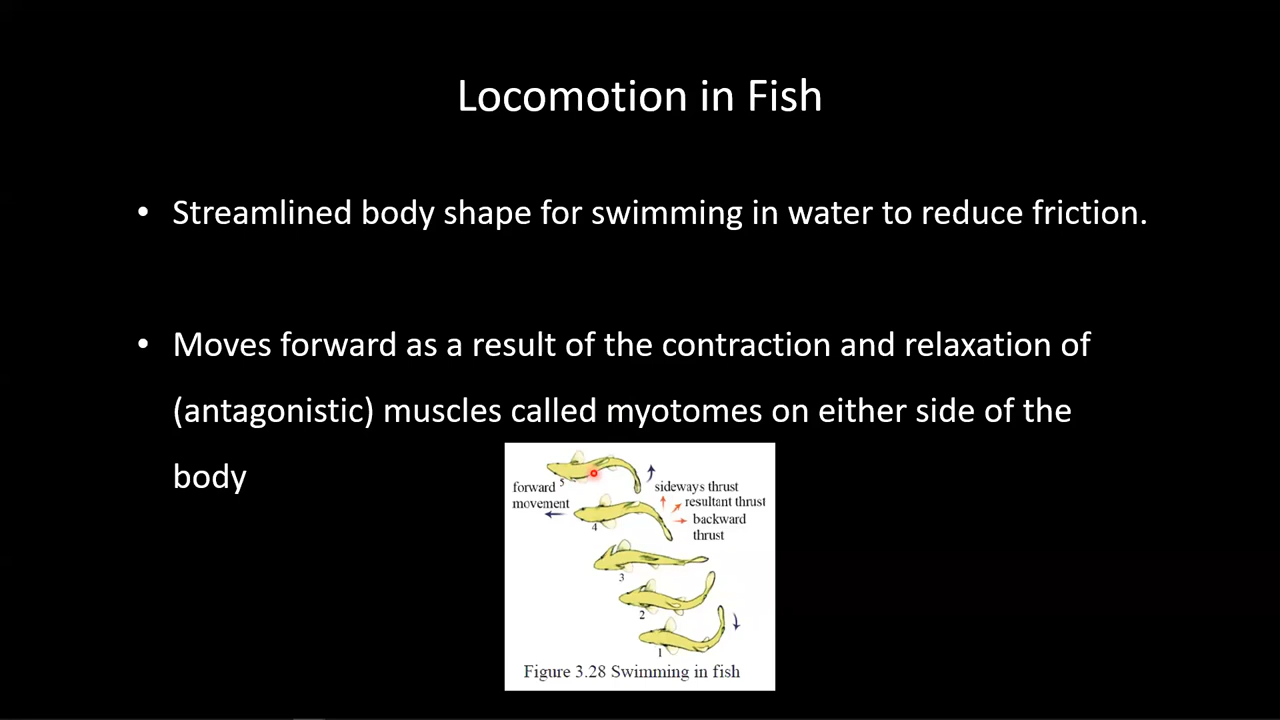 Locomotion in Fish
• Streamlined body shape for swimming in water to reduce friction.
• Moves forward as a result of the contraction and relaxation of
(antagonistic) muscles called myotomes on either side of the
body
5
forward
movement
sideways thrust
resultant thrust
backward
thrust
4
3
2
1
Figure 3.28 Swimming in fish